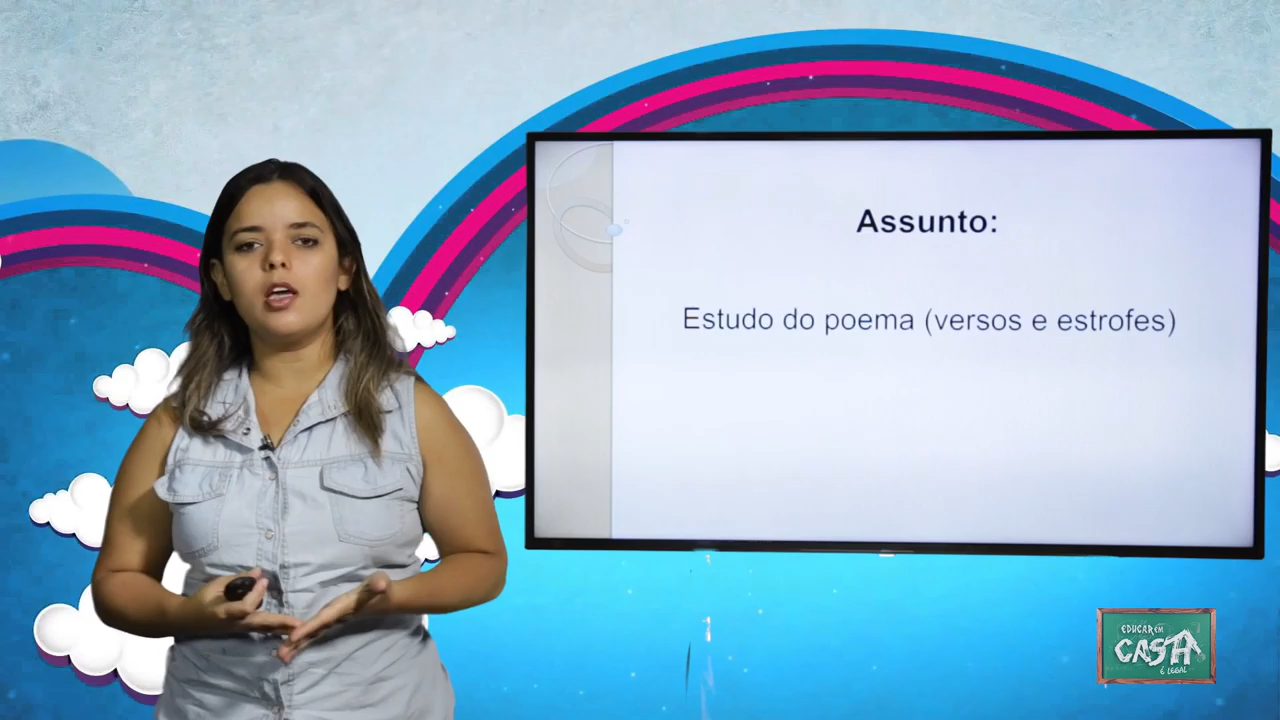 Assunto:
Estudo do poema (versos e estrofes)
EDUCAR EM
CASA
É LEGAL